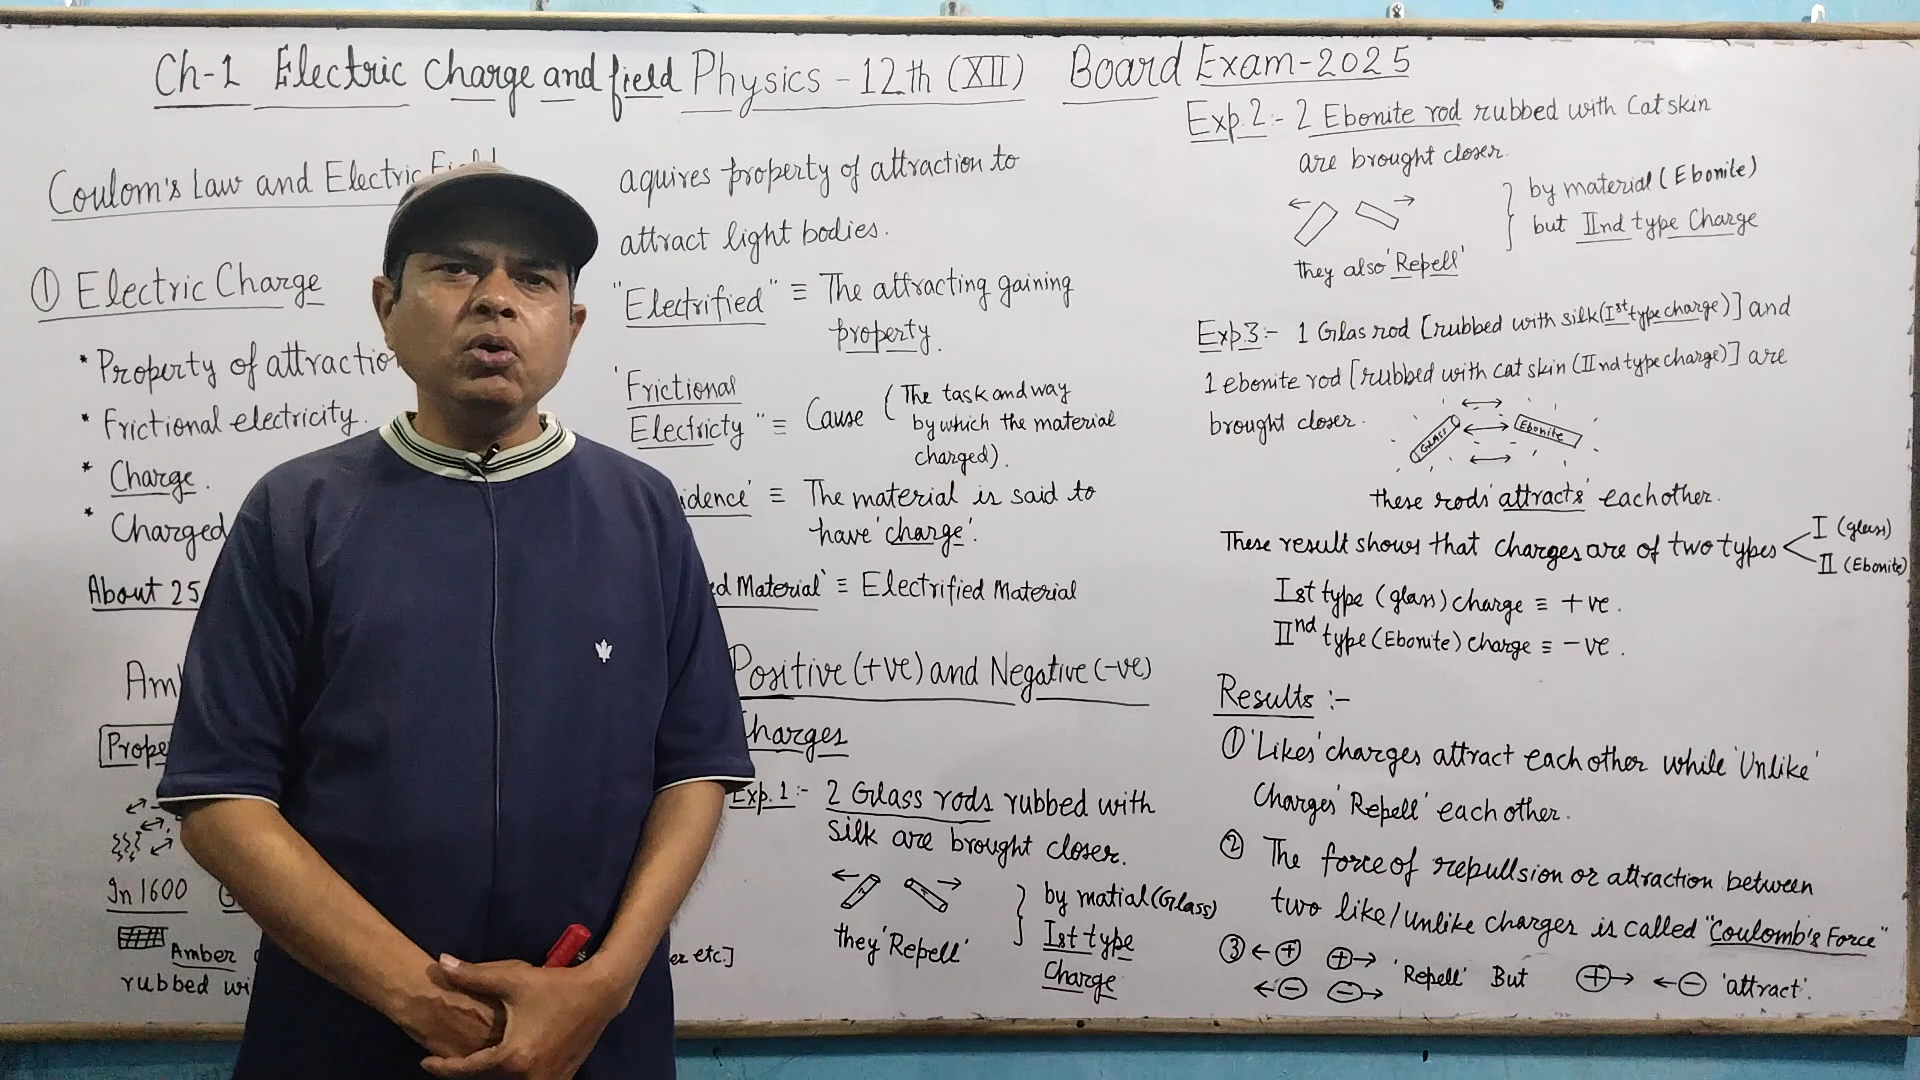 Ch-1 Electric Charge and field Physics - 12th (XII) Board Exam-2025
Coulom's Law and Electric
① Electric Charge
* Property of attraction
* Frictional electricity.
* Charge.
* Charged
About 25
In 1600
Amber
rubbed
aquires property of attraction to
attract light bodies.
"Electrified" ≡ The attracting gaining
property.
'Frictional
Electricty" ≡ Cause (The task and way
by which the material
charged).
≡ The material is said to
have 'charge'.
Material' ≡ Electrified Material
Positive (+ve) and Negative (-ve)
Charges
Exp. 1:- 2 Glass rods rubbed with
silk are brought closer.
they 'Repell'
} by matial (Glass)
Ist type
Charge
etc.]
Exp.2:- 2 Ebonite rod rubbed with Cat skin
are brought closer.
they also 'Repell'
} by material (Ebonite)
but IInd type Charge
Exp.3:- 1 Glas rod [rubbed with silk (Ist type charge)] and
1 ebonite rod [rubbed with cat skin (IInd type charge)] are
brought closer.
GLASS
Ebonite
these rods 'attracts' eachother.
These result shows that charges are of two types < I (glass)
II (Ebonite)
Ist type (glass) charge ≡ +ve.
IInd type (Ebonite) charge ≡ -ve.
Results :-
① 'Likes' charges attract each other while 'Unlike'
Charges 'Repell' each other.
② The force of repullsion or attraction between
two like/unlike charges is called "Coulomb's Force"
③ ← ⊕ ⊕ → 'Repell' But ⊕ → ← ⊖ 'attract'.
← ⊖ ⊖ →